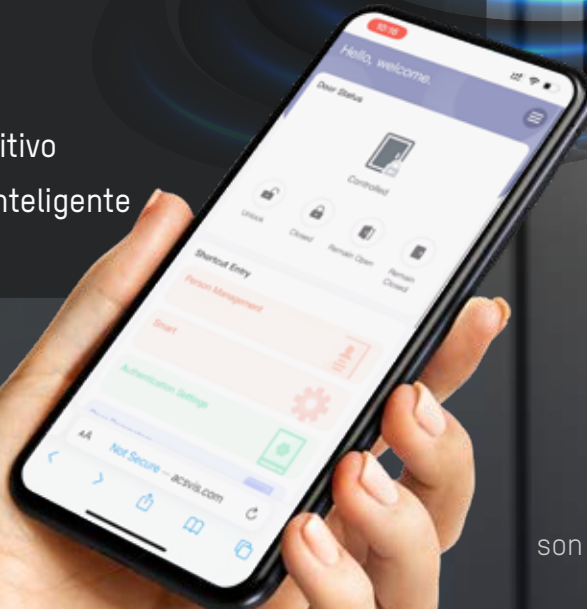 itivo
nteligente
10:10
Hello, welcome.
Door Status
Controlled
Unlock
Closed
Remain Open
Remain
Closed
Shortcut Entry
Person Management
Smart
Authentication Settings
AA
Not Secure — acsvis.com
son